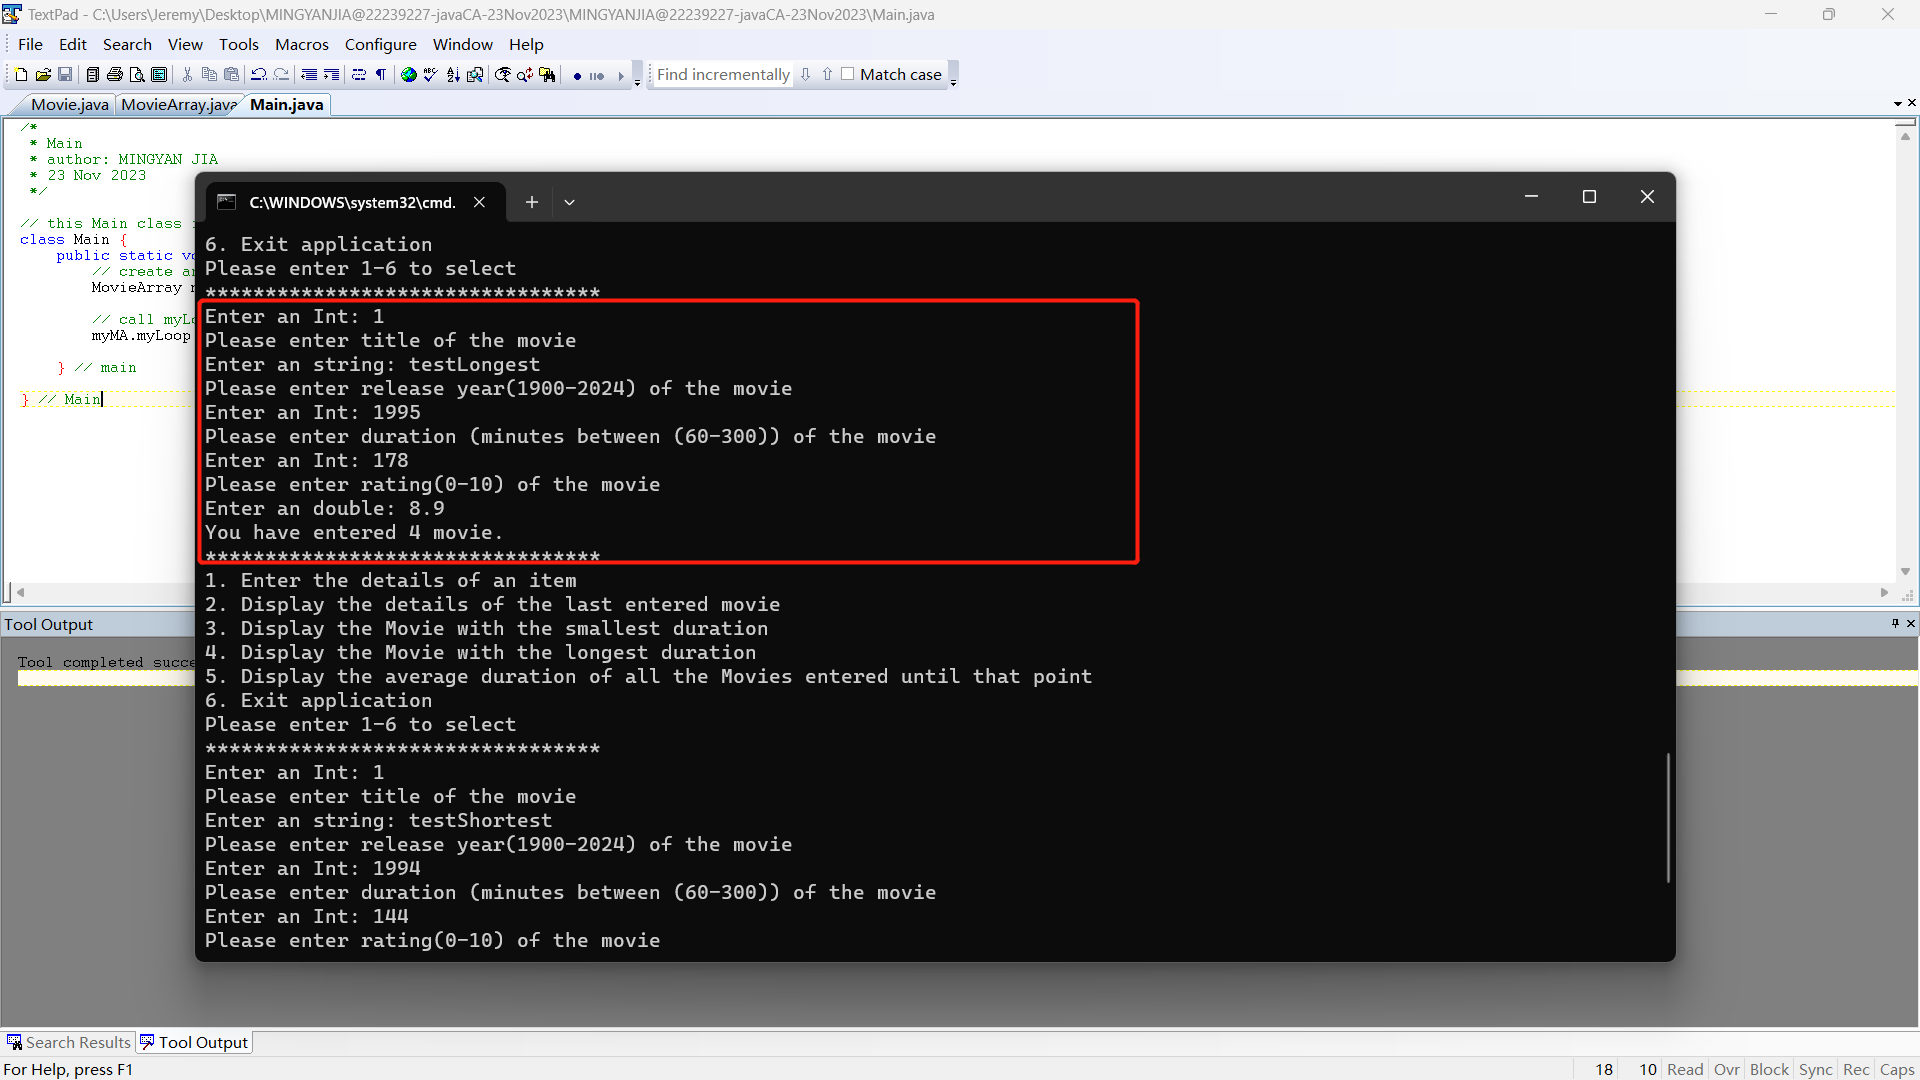 TextPad - C:\Users\Jeremy\Desktop\MINGYANJIA@22239227-javaCA-23Nov2023\MINGYANJIA@22239227-javaCA-23Nov2023\Main.java
File Edit Search View Tools Macros Configure Window Help
Find incrementally Match case
Movie.java MovieArray.java Main.java
/*
* Main
* author: MINGYAN JIA
* 23 Nov 2023
*/
// this Main class
class Main {
public static
// create
MovieArray
// call
myMA.myLoop
} // main
} // Main
C:\WINDOWS\system32\cmd.
6. Exit application
Please enter 1-6 to select
*********************************
Enter an Int: 1
Please enter title of the movie
Enter an string: testLongest
Please enter release year(1900-2024) of the movie
Enter an Int: 1995
Please enter duration (minutes between (60-300)) of the movie
Enter an Int: 178
Please enter rating(0-10) of the movie
Enter an double: 8.9
You have entered 4 movie.
*********************************
1. Enter the details of an item
2. Display the details of the last entered movie
3. Display the Movie with the smallest duration
4. Display the Movie with the longest duration
5. Display the average duration of all the Movies entered until that point
6. Exit application
Please enter 1-6 to select
*********************************
Enter an Int: 1
Please enter title of the movie
Enter an string: testShortest
Please enter release year(1900-2024) of the movie
Enter an Int: 1994
Please enter duration (minutes between (60-300)) of the movie
Enter an Int: 144
Please enter rating(0-10) of the movie
Tool Output
Tool completed
Search Results Tool Output
For Help, press F1
18 10 Read Ovr Block Sync Rec Caps